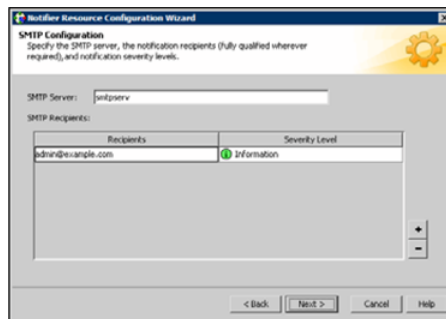 Notifier Resource Configuration Wizard
SMTP Configuration
Specify the SMTP server, the notification recipients (fully qualified wherever
required),and notification severity levels.
SMTP Server: smtpserv
SMTP Recipients:
Recipients Severity Level
admin@example.com Information
+
-
< Back Next > Cancel Help